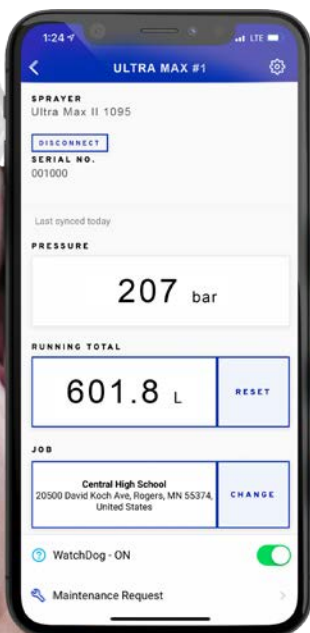 1:24
LTE
ULTRA MAX #1
SPRAYER
Ultra Max II 1095
DISCONNECT
SERIAL NO.
001000
Last synced today
PRESSURE
207 bar
RUNNING TOTAL
601.8 L
RESET
JOB
Central High School
20500 David Koch Ave, Rogers, MN 55374,
United States
CHANGE
WatchDog - ON
Maintenance Request